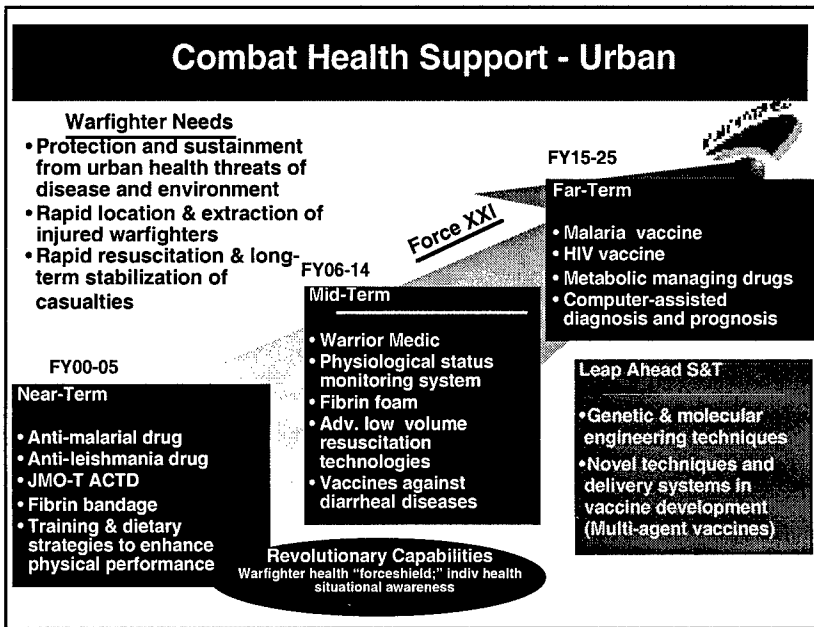 Combat Health Support - Urban
Warfighter Needs
• Protection and sustainment
from urban health threats of
disease and environment
• Rapid location & extraction of
injured warfighters
• Rapid resuscitation & long-
term stabilization of
casualties
Force XXI
FY15-25
Far-Term
• Malaria vaccine
• HIV vaccine
• Metabolic managing drugs
• Computer-assisted
diagnosis and prognosis
FY06-14
Mid-Term
• Warrior Medic
• Physiological status
monitoring system
• Fibrin foam
• Adv. low volume
resuscitation
technologies
• Vaccines against
diarrheal diseases
FY00-05
Near-Term
• Anti-malarial drug
• Anti-leishmania drug
• JMO-T ACTD
• Fibrin bandage
• Training & dietary
strategies to enhance
physical performance
Leap Ahead S&T
•Genetic & molecular
engineering techniques
•Novel techniques and
delivery systems in
vaccine development
(Multi-agent vaccines)
Revolutionary Capabilities
Warfighter health "forceshield;" indiv health
situational awareness